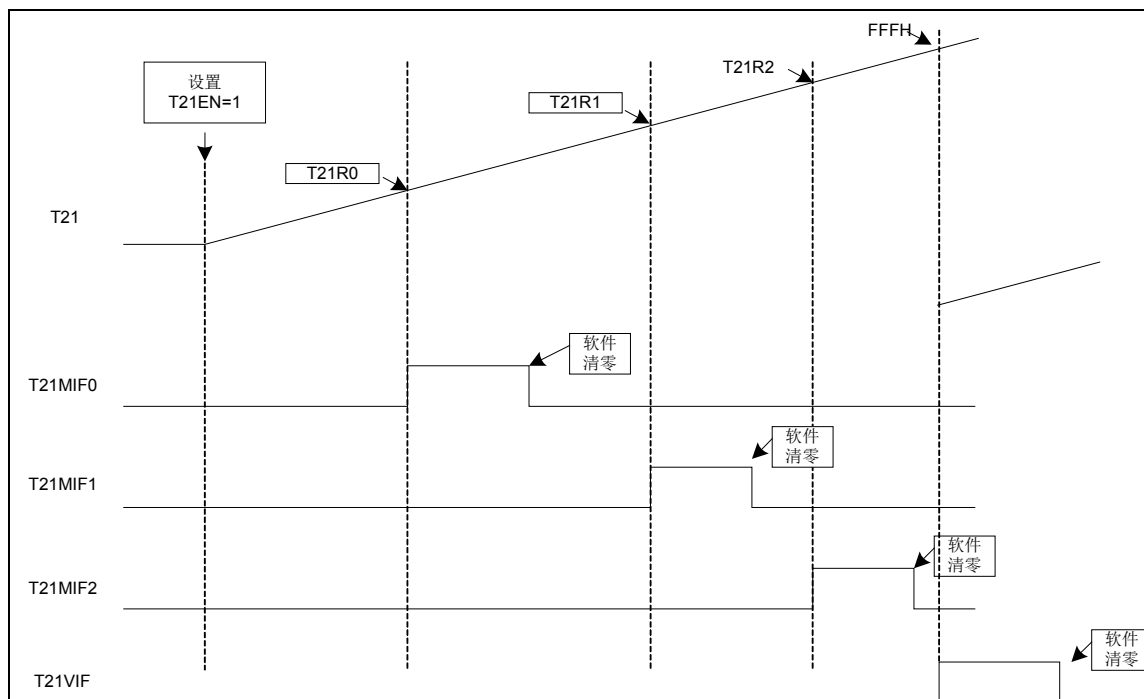 FFFH
设置
T21EN=1
T21R2
T21R1
T21R0
T21
软件
清零
T21MIF0
软件
清零
T21MIF1
软件
清零
T21MIF2
软件
清零
T21VIF